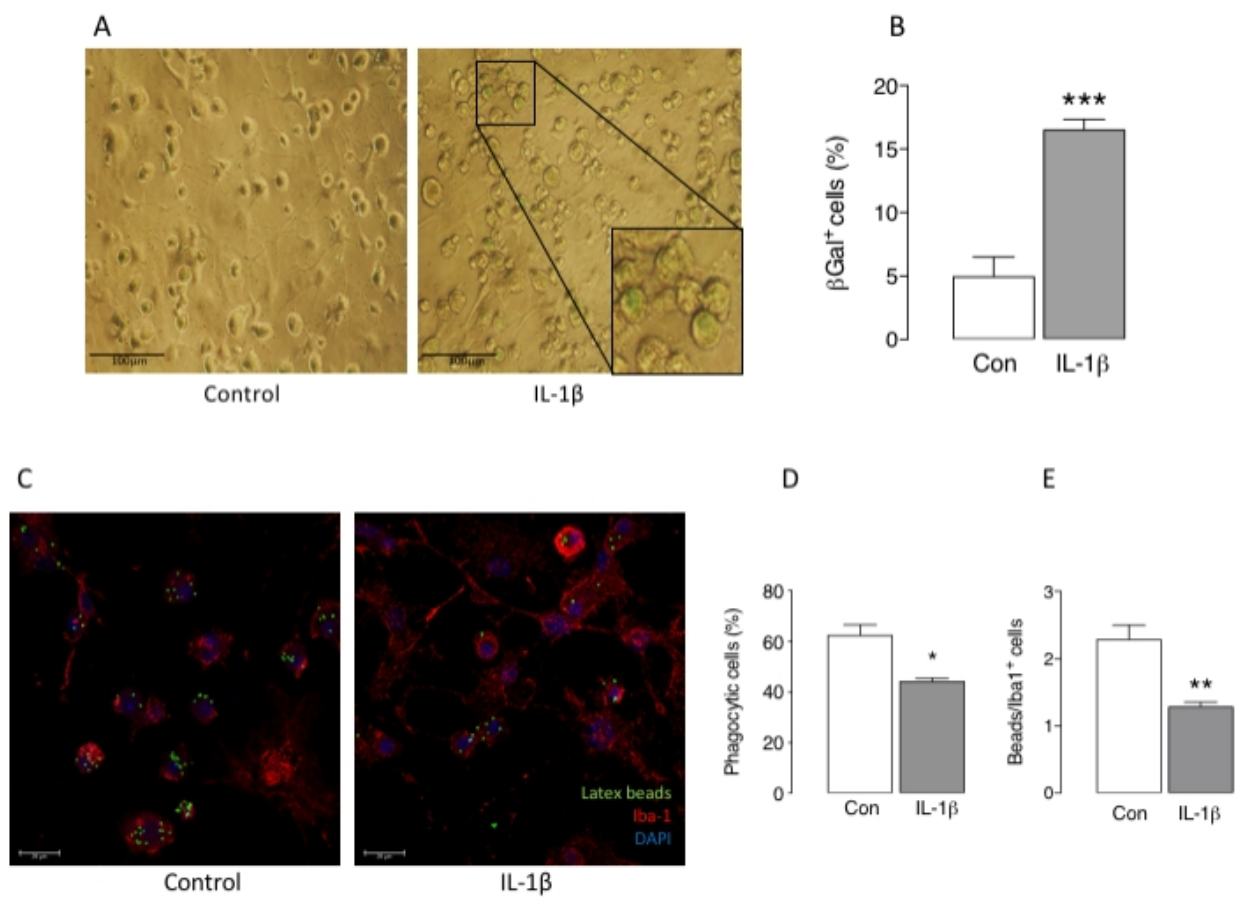 A
B
100μm
100μm
Control
IL-1β
βGal+ cells (%)
20
15
10
5
0
***
Con
IL-1β
C
D
E
Latex beads
Iba-1
DAPI
Control
IL-1β
Phagocytic cells (%)
80
60
40
20
0
*
Con
IL-1β
Beads/Iba1+ cells
3
2
1
0
**
Con
IL-1β